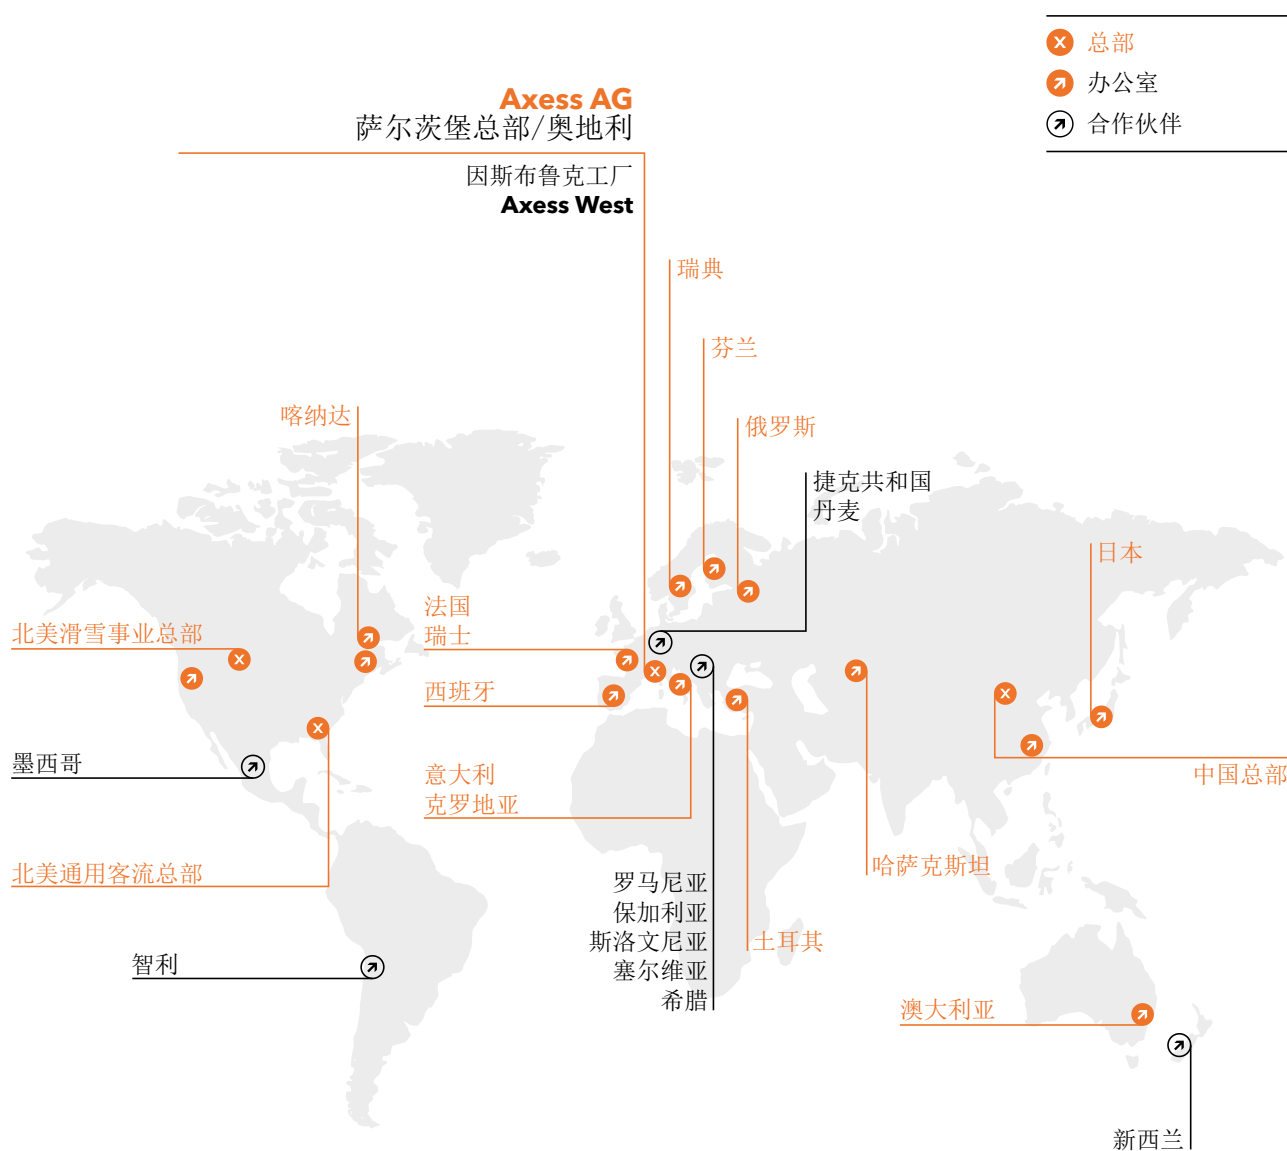 总部
办公室
合作伙伴
Axess AG
萨尔茨堡总部/奥地利
因斯布鲁克工厂
Axess West
瑞典
芬兰
喀纳达
俄罗斯
捷克共和国
丹麦
日本
法国
瑞士
北美滑雪事业总部
西班牙
墨西哥
意大利
克罗地亚
中国总部
北美通用客流总部
哈萨克斯坦
罗马尼亚
保加利亚
斯洛文尼亚
塞尔维亚
希腊
土耳其
智利
澳大利亚
新西兰